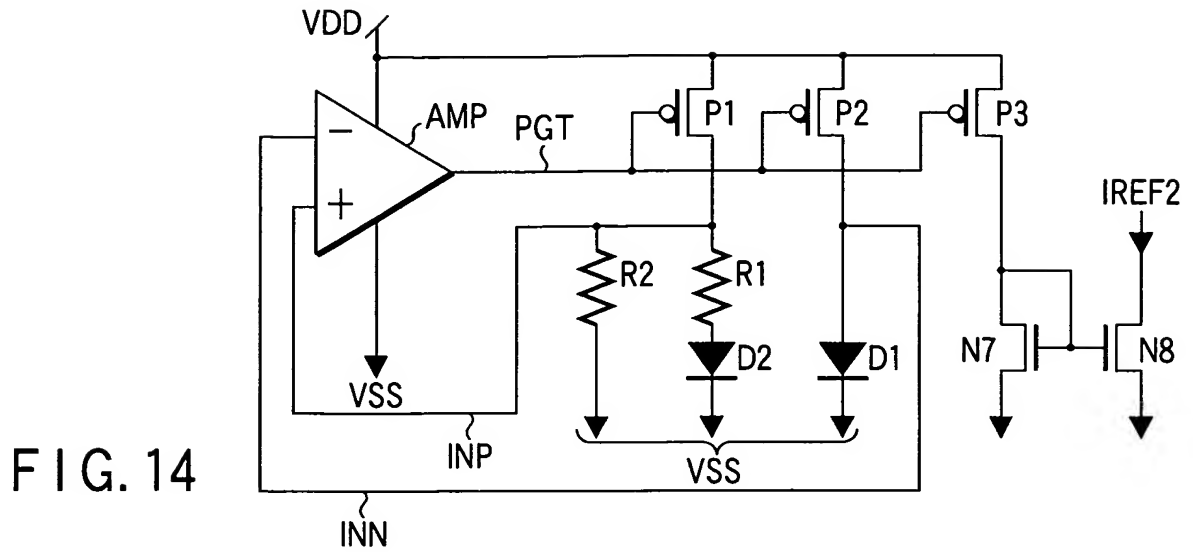 VDD
AMP
PGT
P1
P2
P3
−
+
IREF2
R2
R1
D2
D1
N7
N8
VSS
INP
VSS
FIG. 14
INN